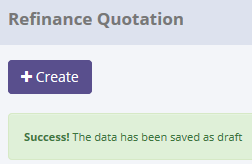 Refinance Quotation
+ Create
Success! The data has been saved as draft